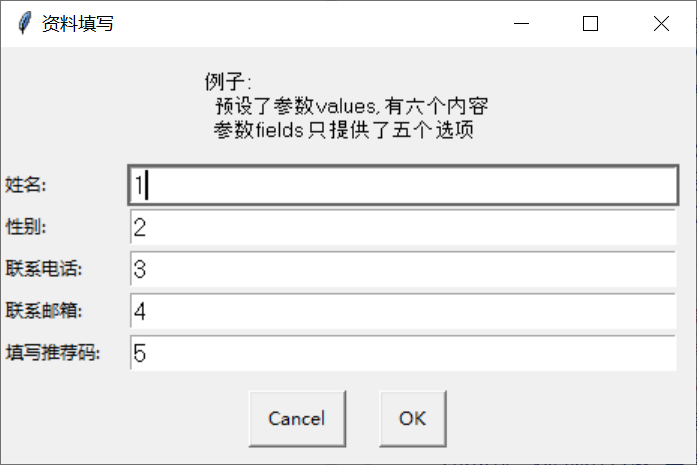 资料填写
例子:
预设了参数values,有六个内容
参数fields只提供了五个选项
姓名: 1
性别: 2
联系电话: 3
联系邮箱: 4
填写推荐码: 5
Cancel OK